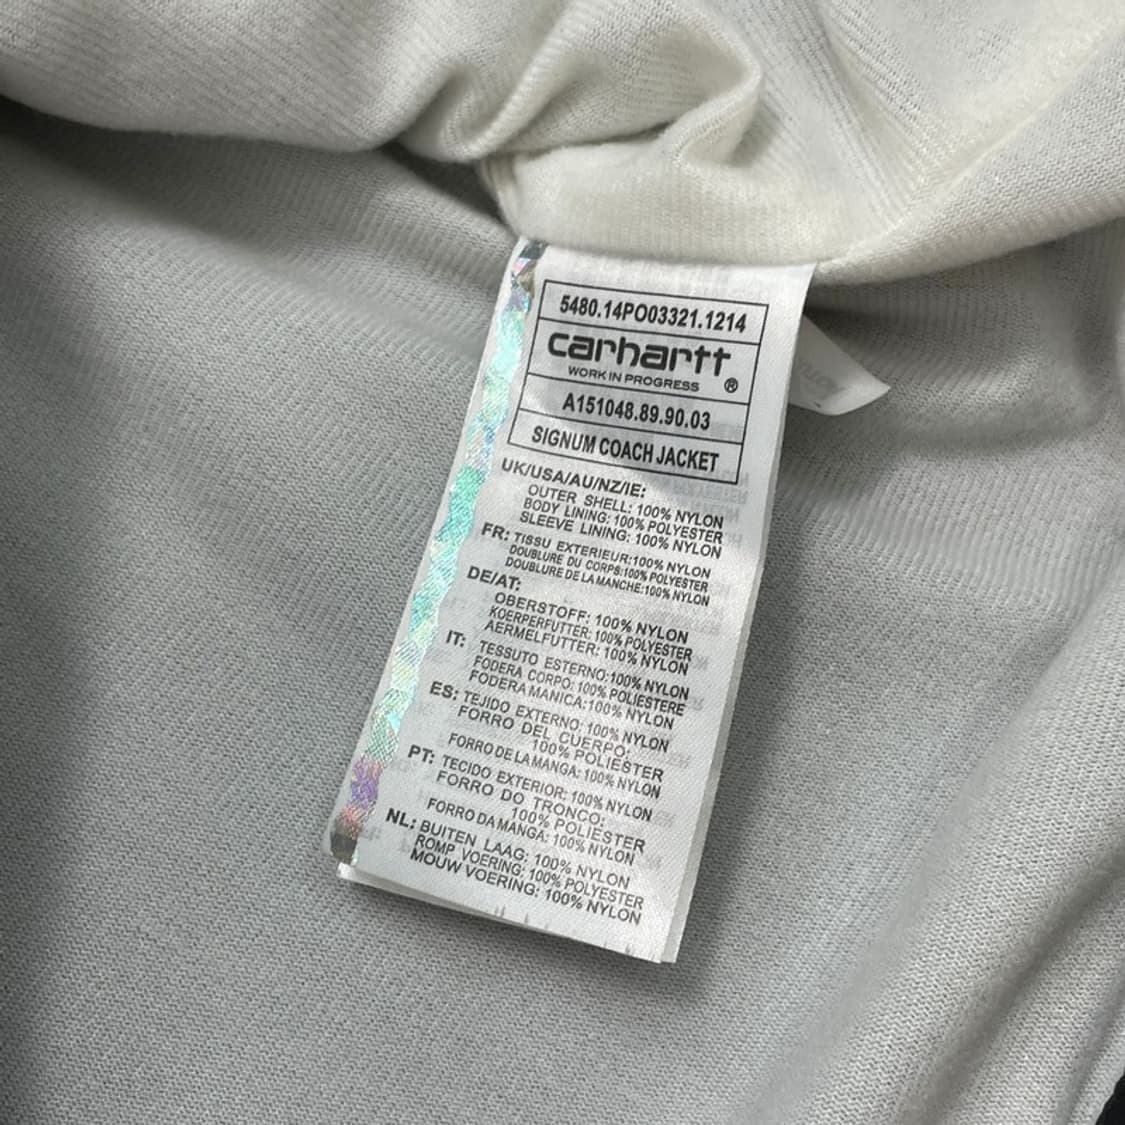 5480.14PO03321.1214
carhartt
WORK IN PROGRESS ®
A151048.89.90.03
SIGNUM COACH JACKET
UK/USA/AU/NZ/IE:
OUTER SHELL: 100% NYLON
BODY LINING: 100% POLYESTER
SLEEVE LINING: 100% NYLON
FR: TISSU EXTERIEUR:100% NYLON
DOUBLURE DU CORPS:100% POLYESTER
DOUBLURE DE LA MANCHE:100% NYLON
DE/AT:
OBERSTOFF: 100% NYLON
KOERPERFUTTER: 100% POLYESTER
AERMELFUTTER: 100% NYLON
IT: TESSUTO ESTERNO:100% NYLON
FODERA CORPO: 100% POLIESTERE
FODERA MANICA:100% NYLON
ES: TEJIDO EXTERNO: 100% NYLON
FORRO DEL CUERPO:
100% POLIESTER
FORRO DE LA MANGA: 100% NYLON
PT: TECIDO EXTERIOR: 100% NYLON
FORRO DO TRONCO:
100% POLIESTER
FORRO DA MANGA: 100% NYLON
NL: BUITEN LAAG: 100% NYLON
ROMP VOERING: 100% POLYESTER
MOUW VOERING: 100% NYLON